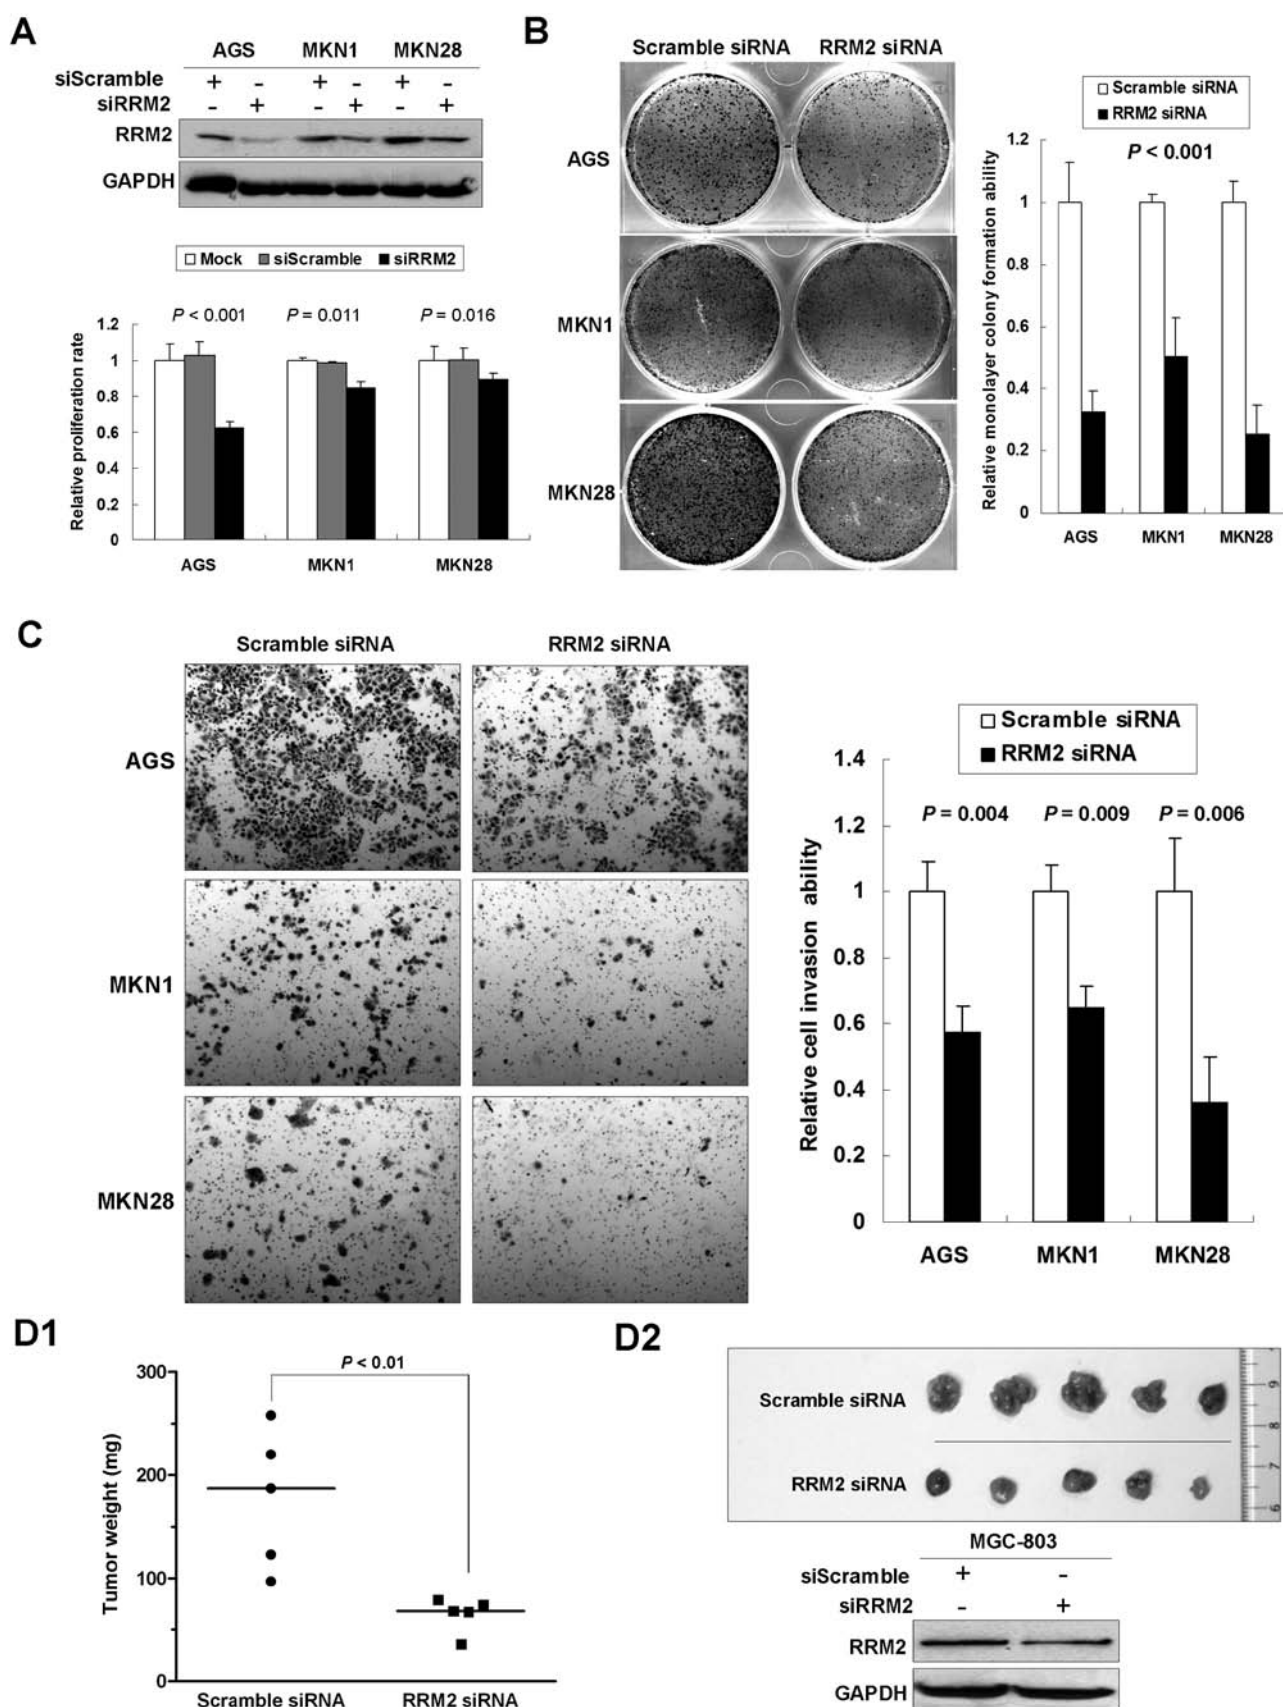 A
AGS MKN1 MKN28
siScramble + - + - + -
siRRM2 - + - + - +
RRM2
GAPDH
Mock siScramble siRRM2
P < 0.001 P = 0.011 P = 0.016
Relative proliferation rate
1.2
1
0.8
0.6
0.4
0.2
0
AGS MKN1 MKN28
B
Scramble siRNA RRM2 siRNA
AGS
MKN1
MKN28
Scramble siRNA
RRM2 siRNA
P < 0.001
Relative monolayer colony formation ability
1.2
1
0.8
0.6
0.4
0.2
0
AGS MKN1 MKN28
C
Scramble siRNA RRM2 siRNA
AGS
MKN1
MKN28
Scramble siRNA
RRM2 siRNA
P = 0.004 P = 0.009 P = 0.006
Relative cell invasion ability
1.4
1.2
1
0.8
0.6
0.4
0.2
0
AGS MKN1 MKN28
D1
P < 0.01
Tumor weight (mg)
300
200
100
0
Scramble siRNA RRM2 siRNA
D2
Scramble siRNA
RRM2 siRNA
9
8
7
6
MGC-803
siScramble + -
siRRM2 - +
RRM2
GAPDH